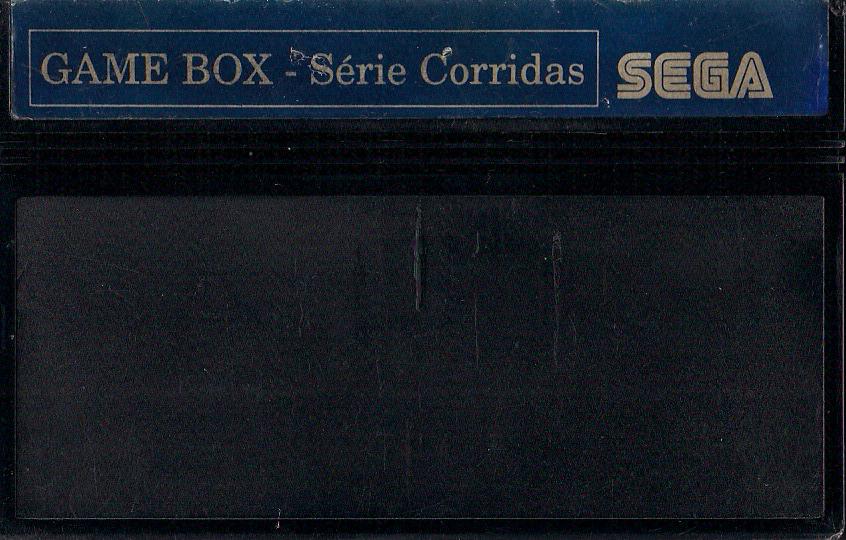 GAME BOX - Série Corridas
SEGA